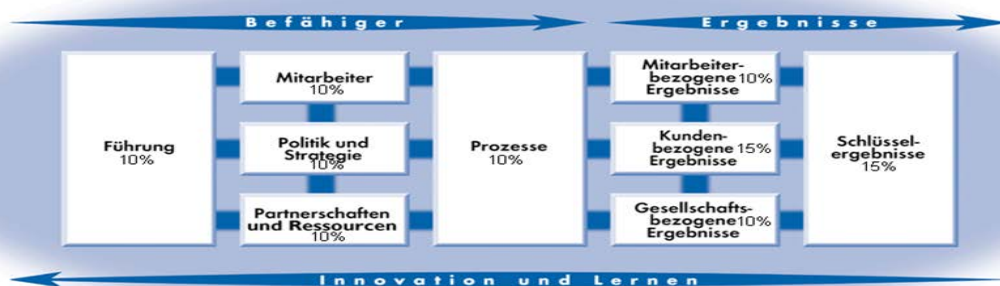 Befähiger
Ergebnisse
Führung
10%
Mitarbeiter
10%
Politik und
Strategie
10%
Partnerschaften
und Ressourcen
10%
Prozesse
10%
Mitarbeiter-
bezogene 10%
Ergebnisse
Kunden-
bezogene 15%
Ergebnisse
Gesellschafts-
bezogene 10%
Ergebnisse
Schlüssel-
ergebnisse
15%
Innovation und Lernen